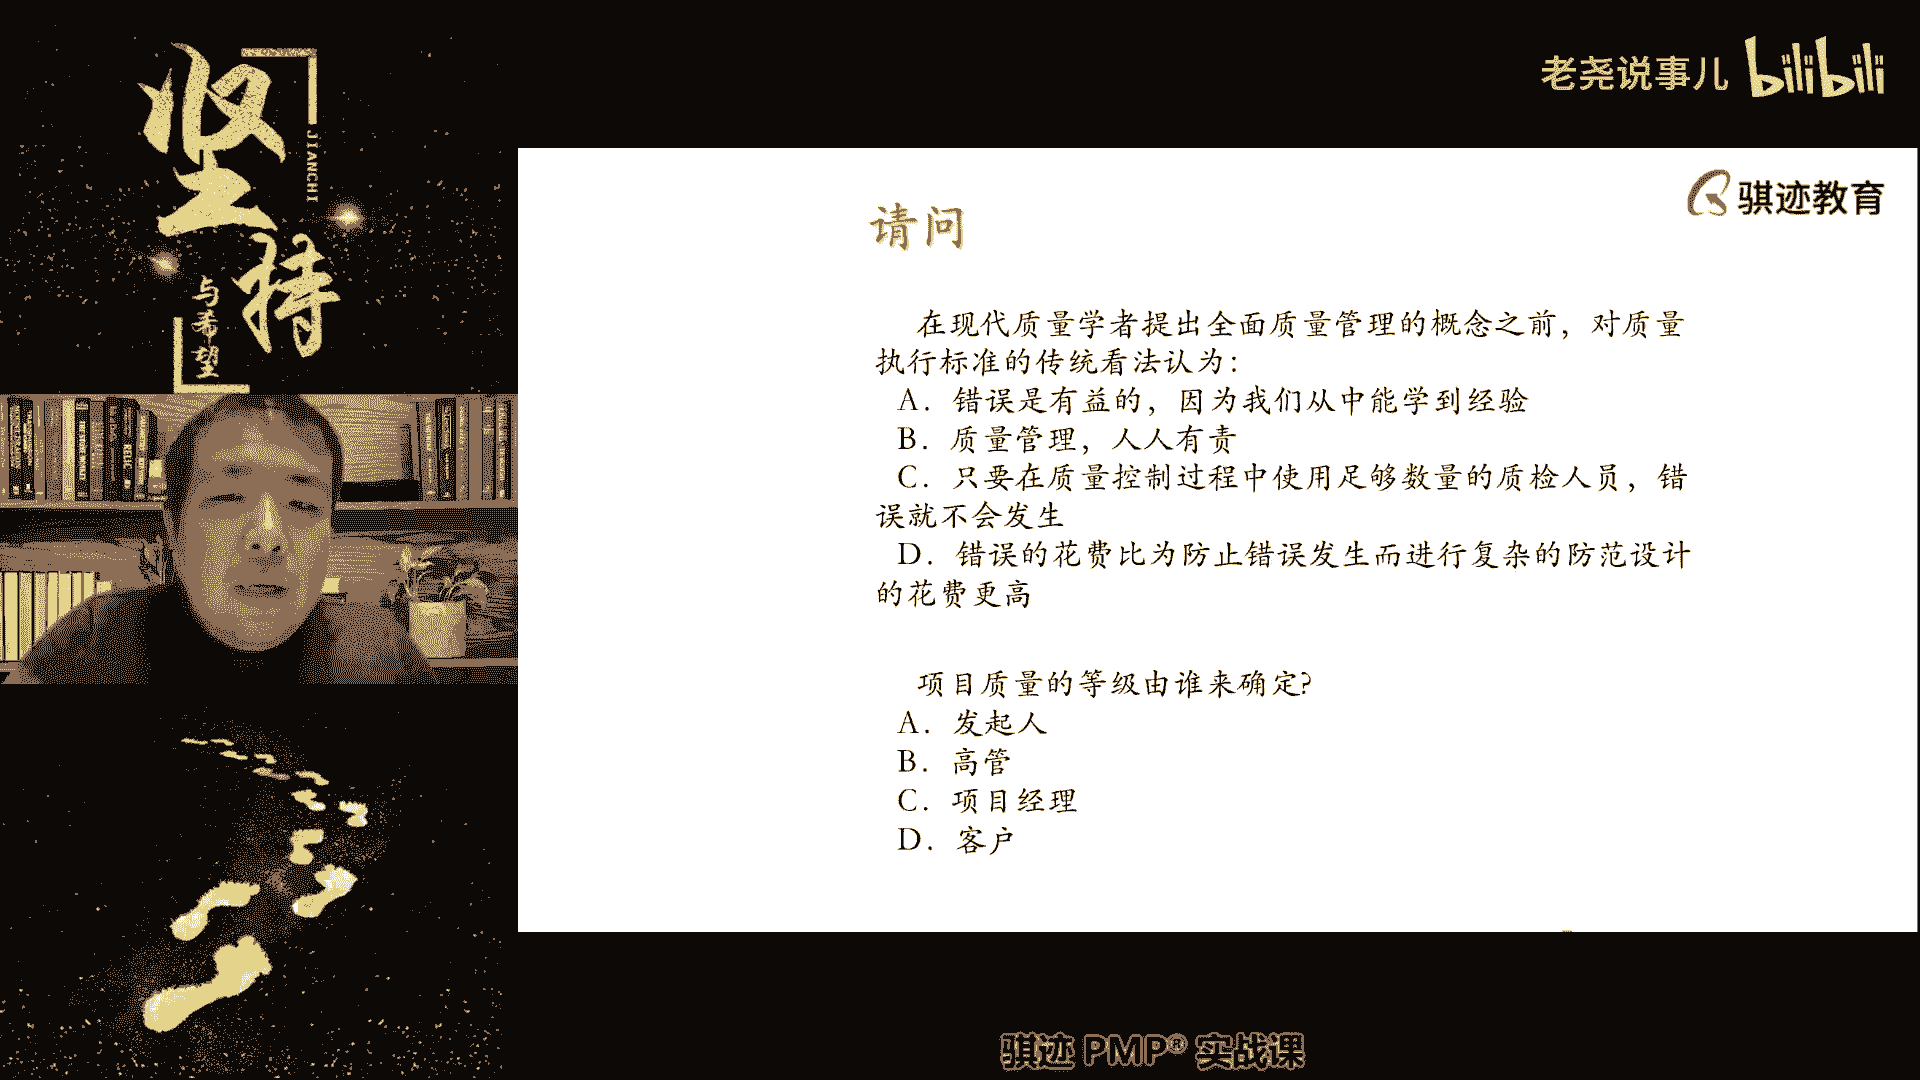 坚持
JIANCHI
与希望
老尧说事儿 bilibili
骐迹教育
请问
在现代质量学者提出全面质量管理的概念之前，对质量
执行标准的传统看法认为：
A．错误是有益的，因为我们从中能学到经验
B．质量管理，人人有责
C．只要在质量控制过程中使用足够数量的质检人员，错
误就不会发生
D．错误的花费比为防止错误发生而进行复杂的防范设计
的花费更高
项目质量的等级由谁来确定?
A．发起人
B．高管
C．项目经理
D．客户
骐迹 PMP® 实战课